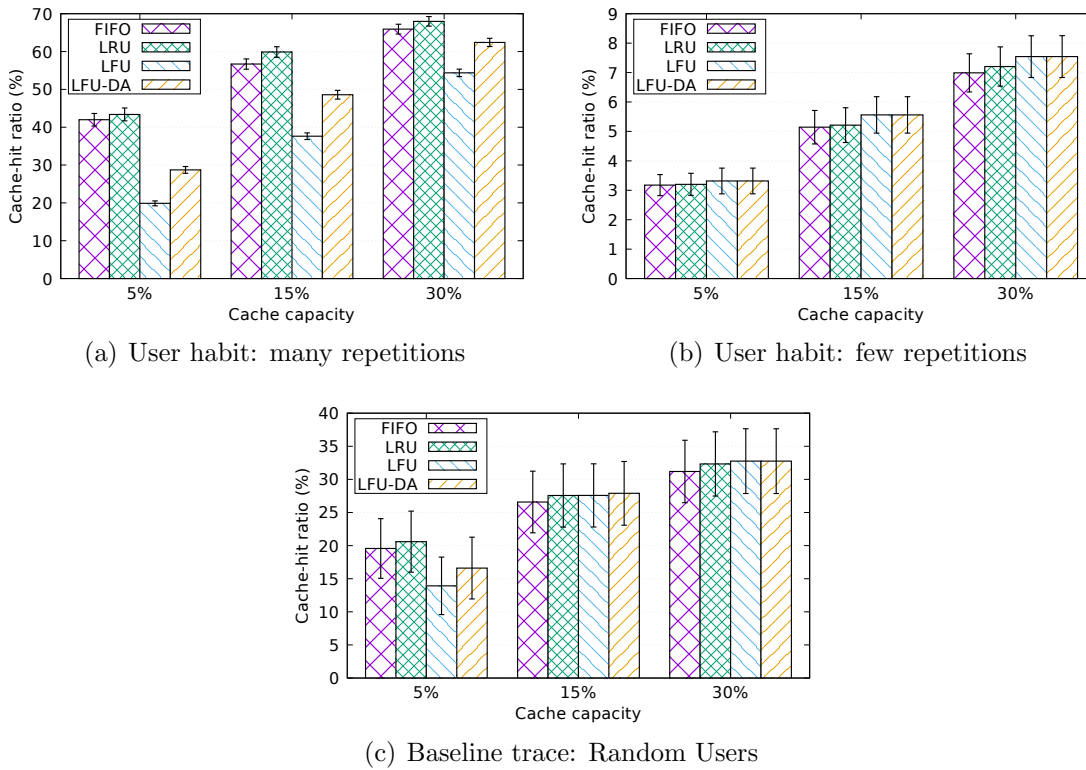 Cache-hit ratio (%)
70
60
50
40
30
20
10
0
FIFO
LRU
LFU
LFU-DA
5%
15%
30%
Cache capacity
(a) User habit: many repetitions
Cache-hit ratio (%)
9
8
7
6
5
4
3
2
1
0
FIFO
LRU
LFU
LFU-DA
5%
15%
30%
Cache capacity
(b) User habit: few repetitions
Cache-hit ratio (%)
40
35
30
25
20
15
10
5
0
FIFO
LRU
LFU
LFU-DA
5%
15%
30%
Cache capacity
(c) Baseline trace: Random Users